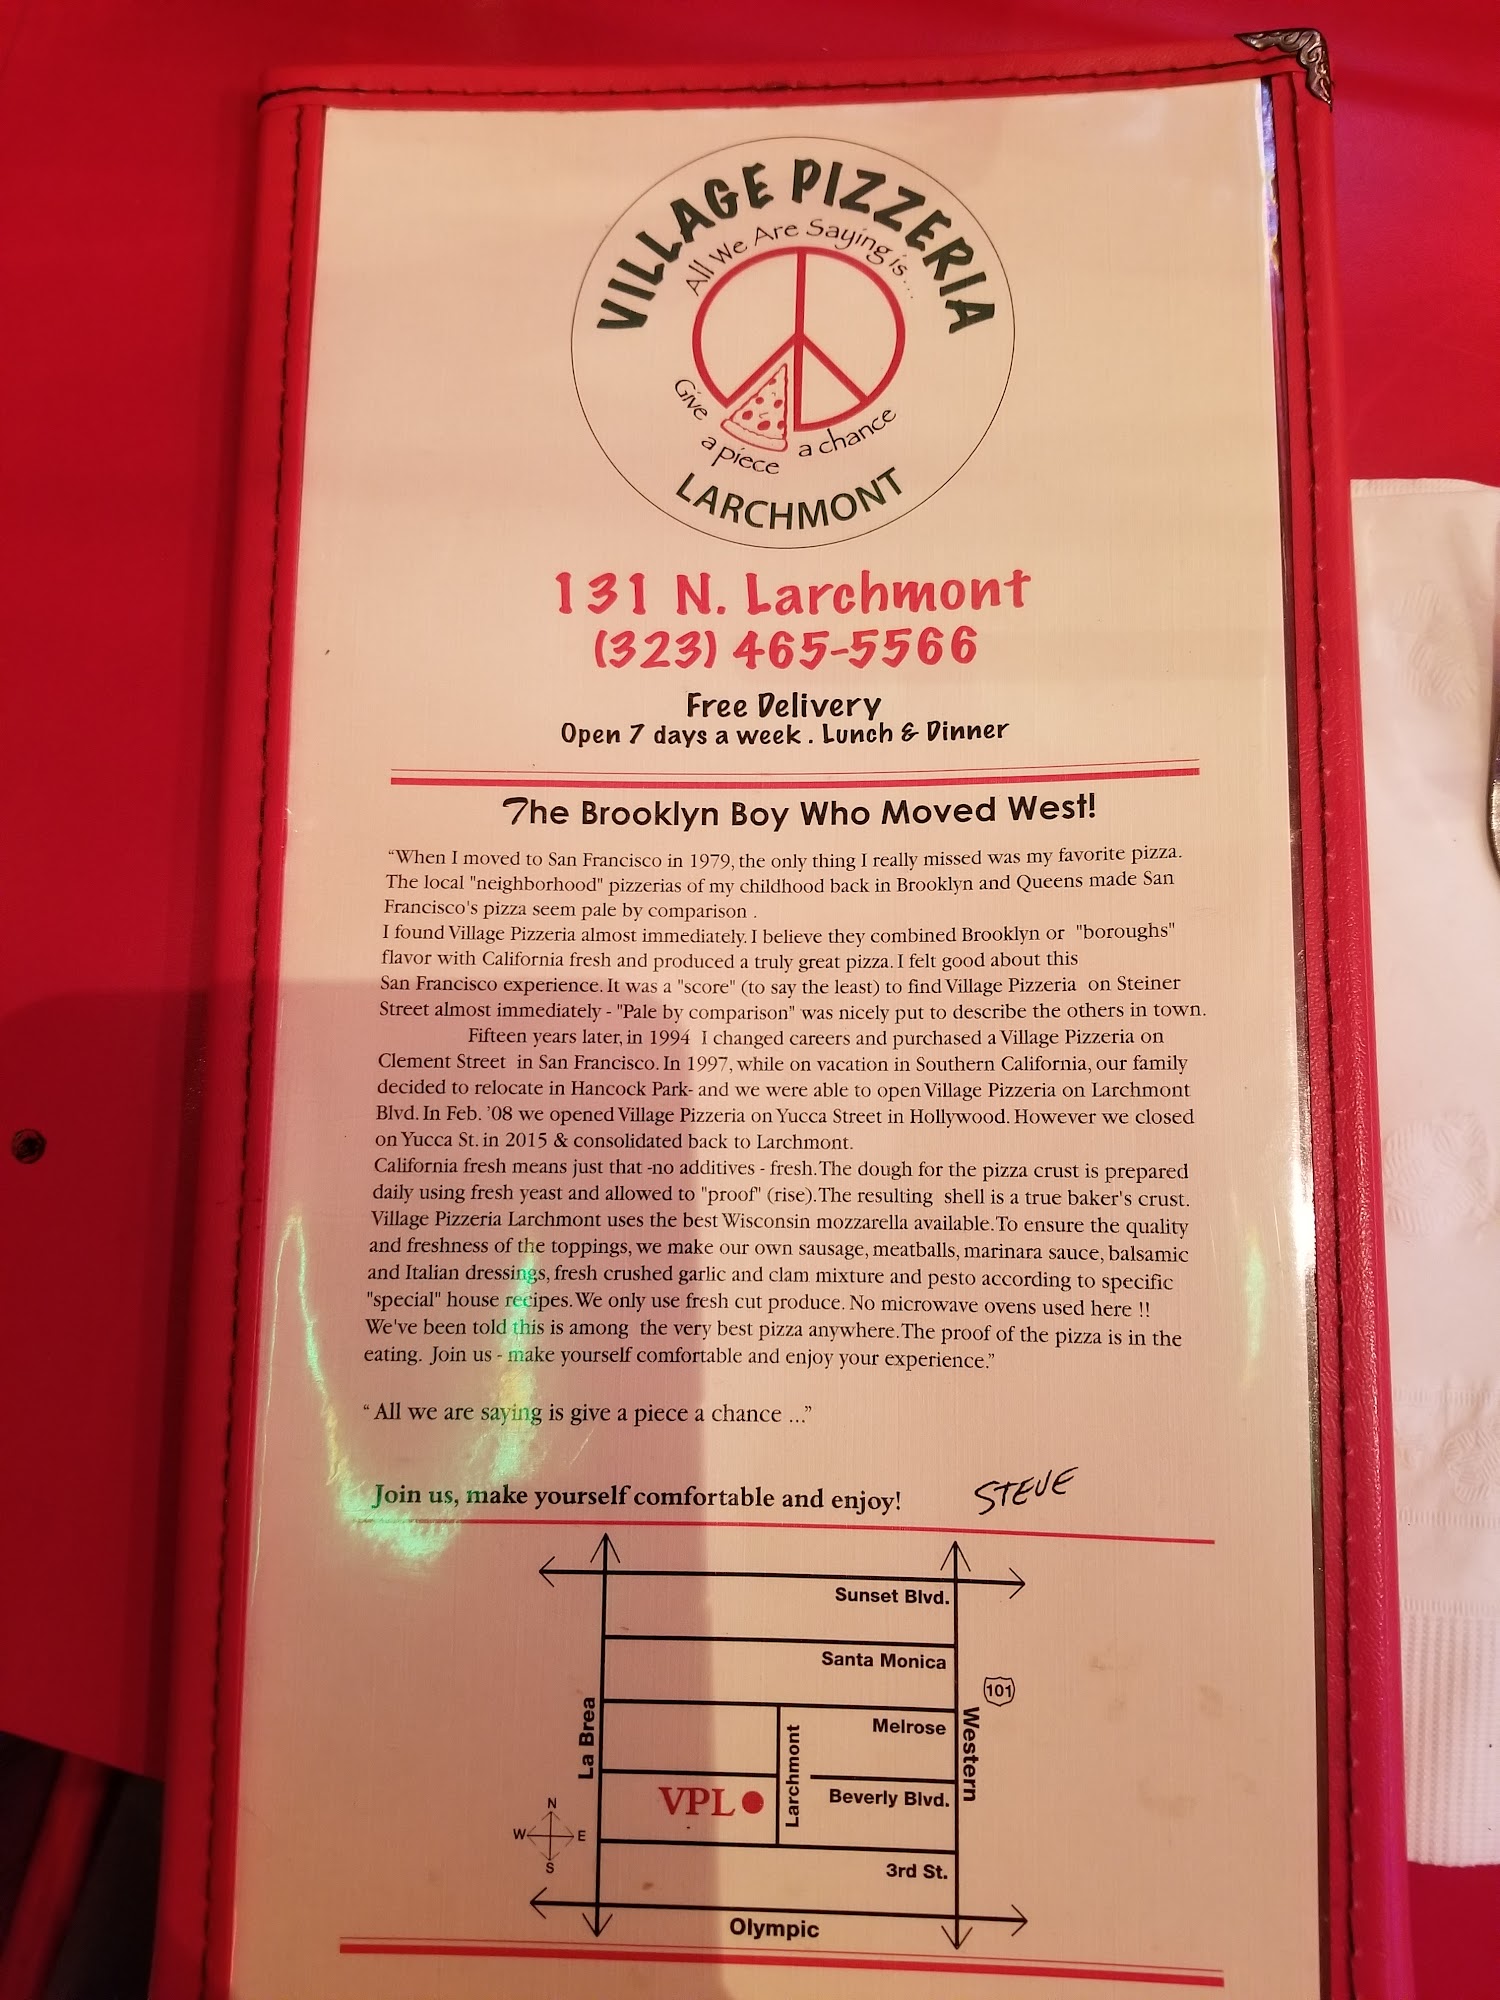 VILLAGE PIZZERIA
All We Are Saying is...
Give a piece a chance
LARCHMONT
131 N. Larchmont
(323) 465-5566
Free Delivery
Open 7 days a week . Lunch & Dinner
The Brooklyn Boy Who Moved West!
“When I moved to San Francisco in 1979, the only thing I really missed was my favorite pizza.
The local "neighborhood" pizzerias of my childhood back in Brooklyn and Queens made San
Francisco's pizza seem pale by comparison .
I found Village Pizzeria almost immediately. I believe they combined Brooklyn or "boroughs"
flavor with California fresh and produced a truly great pizza. I felt good about this
San Francisco experience. It was a "score" (to say the least) to find Village Pizzeria on Steiner
Street almost immediately - "Pale by comparison" was nicely put to describe the others in town.
Fifteen years later, in 1994 I changed careers and purchased a Village Pizzeria on
Clement Street in San Francisco. In 1997, while on vacation in Southern California, our family
decided to relocate in Hancock Park- and we were able to open Village Pizzeria on Larchmont
Blvd. In Feb. '08 we opened Village Pizzeria on Yucca Street in Hollywood. However we closed
on Yucca St. in 2015 & consolidated back to Larchmont.
California fresh means just that -no additives - fresh. The dough for the pizza crust is prepared
daily using fresh yeast and allowed to "proof" (rise). The resulting shell is a true baker's crust.
Village Pizzeria Larchmont uses the best Wisconsin mozzarella available. To ensure the quality
and freshness of the toppings, we make our own sausage, meatballs, marinara sauce, balsamic
and Italian dressings, fresh crushed garlic and clam mixture and pesto according to specific
"special" house recipes. We only use fresh cut produce. No microwave ovens used here !!
We've been told this is among the very best pizza anywhere. The proof of the pizza is in the
eating. Join us - make yourself comfortable and enjoy your experience.”
“ All we are saying is give a piece a chance ...”
Join us, make yourself comfortable and enjoy! STEVE
Sunset Blvd.
Santa Monica
101
La Brea
Larchmont
Melrose
Western
VPL
Beverly Blvd.
N
W E
S
3rd St.
Olympic